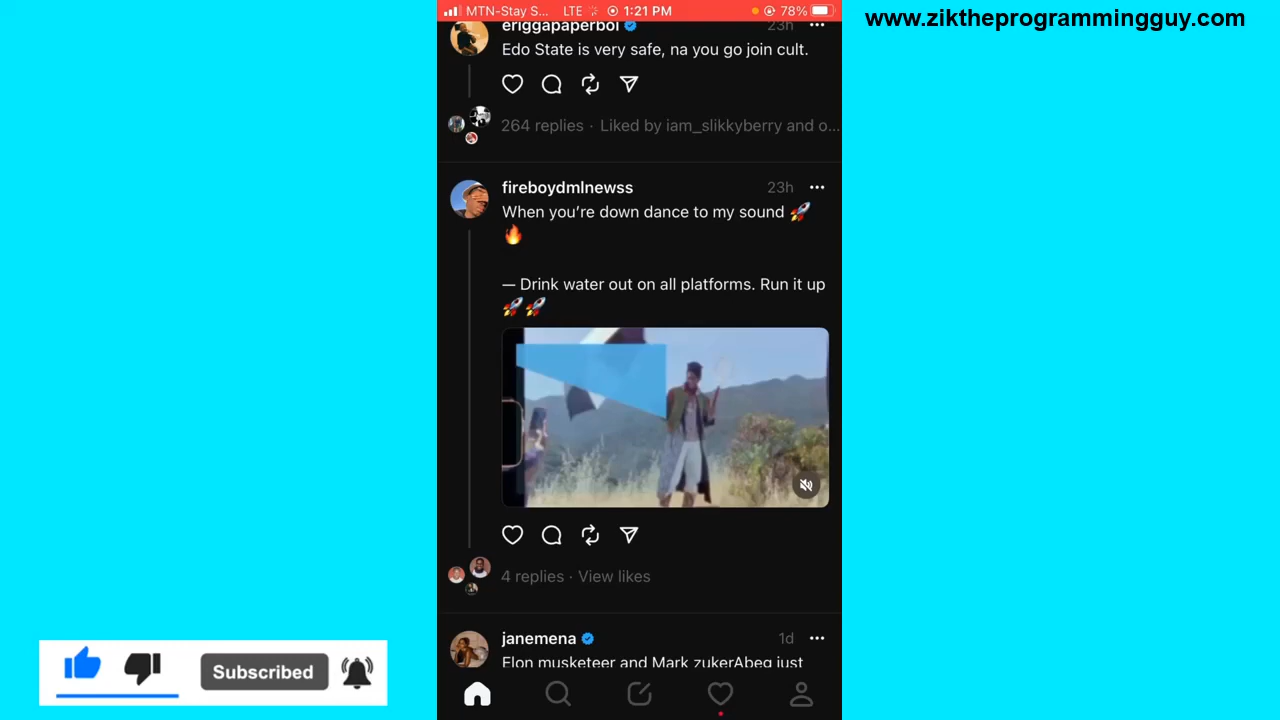 MTN-Stay S... LTE 1:21 PM 78%
www.ziktheprogrammingguy.com
eriggapaperboi 23h
Edo State is very safe, na you go join cult.
264 replies · Liked by iam_slikkyberry and o...
fireboydmlnewss 23h
When you’re down dance to my sound 🚀
🔥
— Drink water out on all platforms. Run it up
🚀🚀
4 replies · View likes
janemena 1d
Elon musketeer and Mark zukerAbeg just
Subscribed